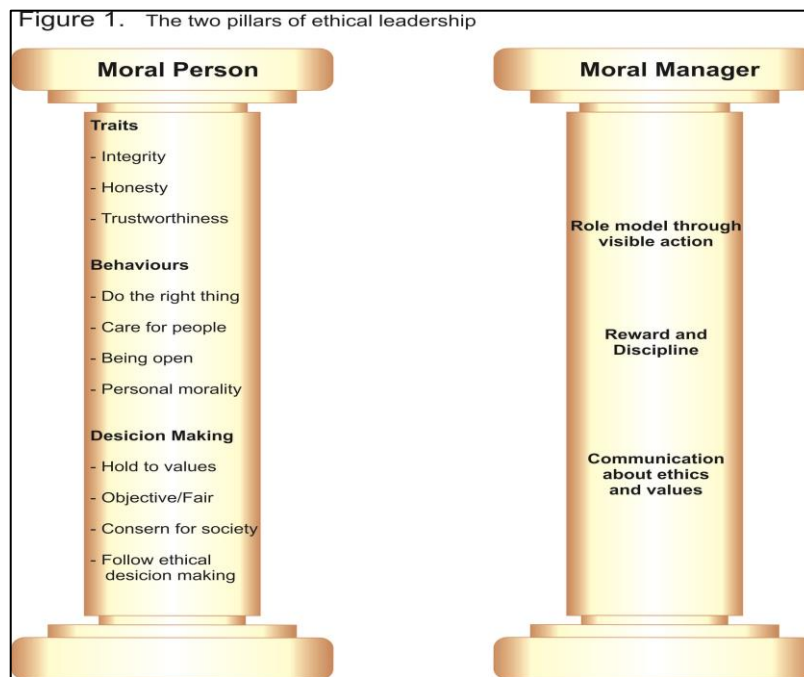 Figure 1. The two pillars of ethical leadership
Moral Person
Traits
- Integrity
- Honesty
- Trustworthiness
Behaviours
- Do the right thing
- Care for people
- Being open
- Personal morality
Desicion Making
- Hold to values
- Objective/Fair
- Consern for society
- Follow ethical
desicion making
Moral Manager
Role model through
visible action
Reward and
Discipline
Communication
about ethics
and values